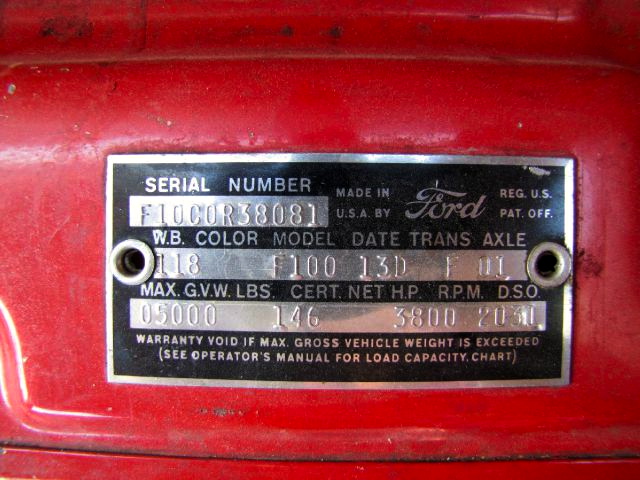 SERIAL NUMBER MADE IN Ford REG. U.S.
F10C0R38081 U.S.A. BY PAT. OFF.
W.B. COLOR MODEL DATE TRANS AXLE
118 F100 13D F 01
MAX. G.V.W. LBS. CERT. NET H.P. R.P.M. D.S.O.
05000 146 3800 2031
WARRANTY VOID IF MAX. GROSS VEHICLE WEIGHT IS EXCEEDED
(SEE OPERATOR'S MANUAL FOR LOAD CAPACITY CHART)